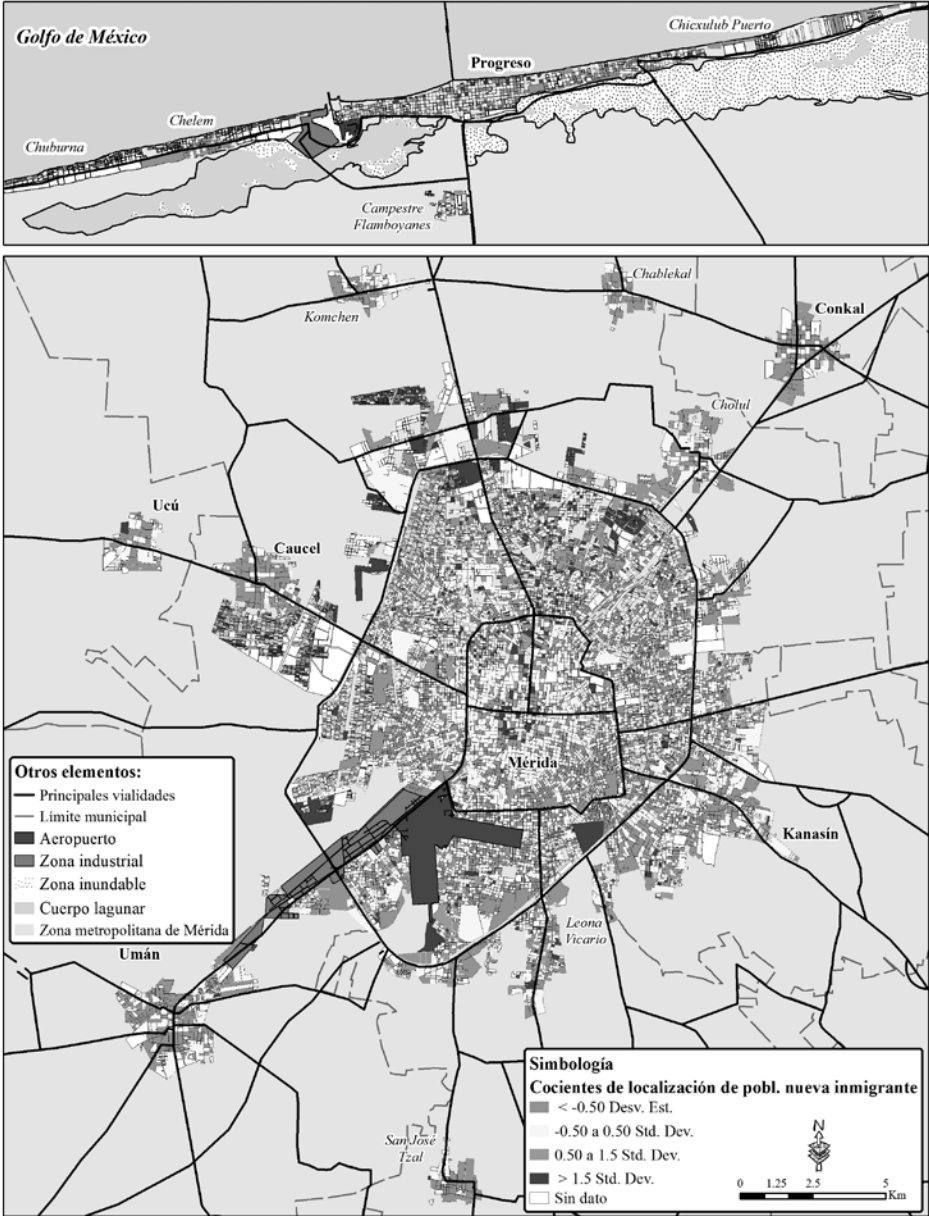 Golfo de México
Chicxulub Puerto
Progreso
Chelem
Chuburna
Campestre
Flamboyanes
Chablekal
Komchen
Conkal
Cholul
Ucú
Caucel
Mérida
Kanasín
Leona
Vicario
Umán
San José
Tzal
Otros elementos:
Principales vialidades
Límite municipal
Aeropuerto
Zona industrial
Zona inundable
Cuerpo lagunar
Zona metropolitana de Mérida
Simbología
Cocientes de localización de pobl. nueva inmigrante
< -0.50 Desv. Est.
-0.50 a 0.50 Std. Dev.
0.50 a 1.5 Std. Dev.
> 1.5 Std. Dev.
Sin dato
N
0 1.25 2.5 5
Km